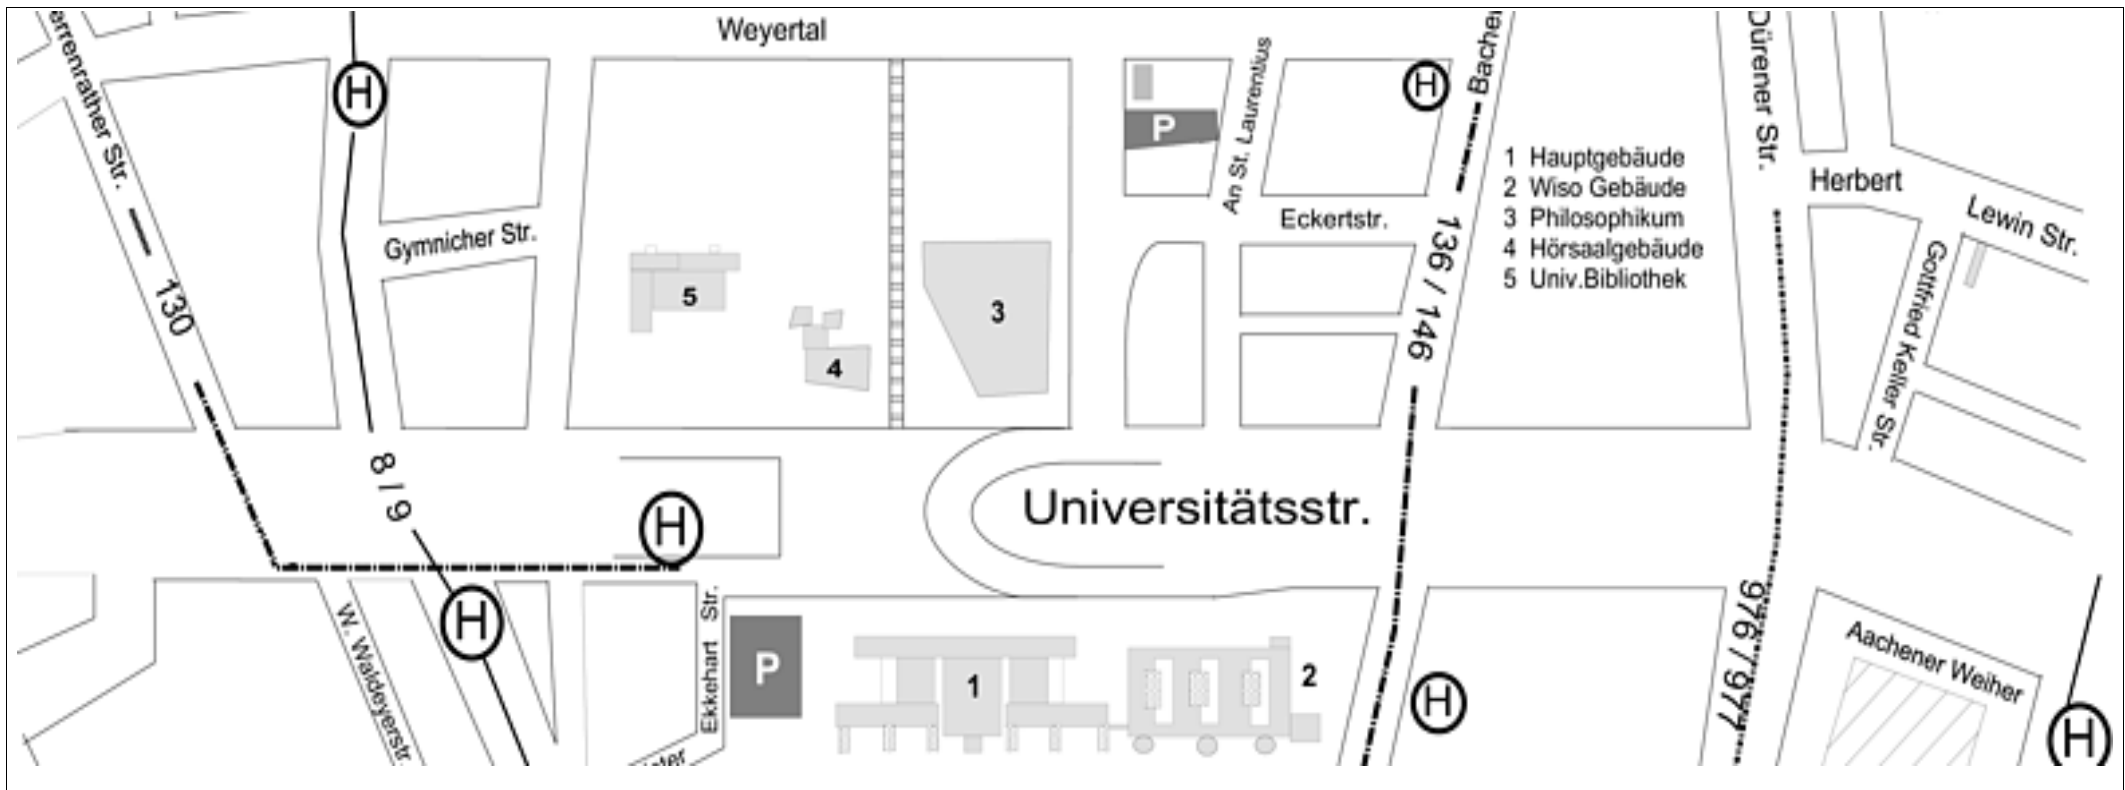 Weyertal
arrenrather Str.
H
H
Bachem
Dürener Str.
P
An St. Laurentius
1 Hauptgebäude
2 Wiso Gebäude
3 Philosophikum
4 Hörsaalgebäude
5 Univ.Bibliothek
Herbert
Lewin Str.
Eckertstr.
Gymnicher Str.
Gottfried Keller Str.
136 / 146
130
5
3
4
8 / 9
H
Universitätsstr.
H
W. Waldeyerstr.
Ekkehart Str.
P
1
2
H
976 / 977
Aachener Weiher
H